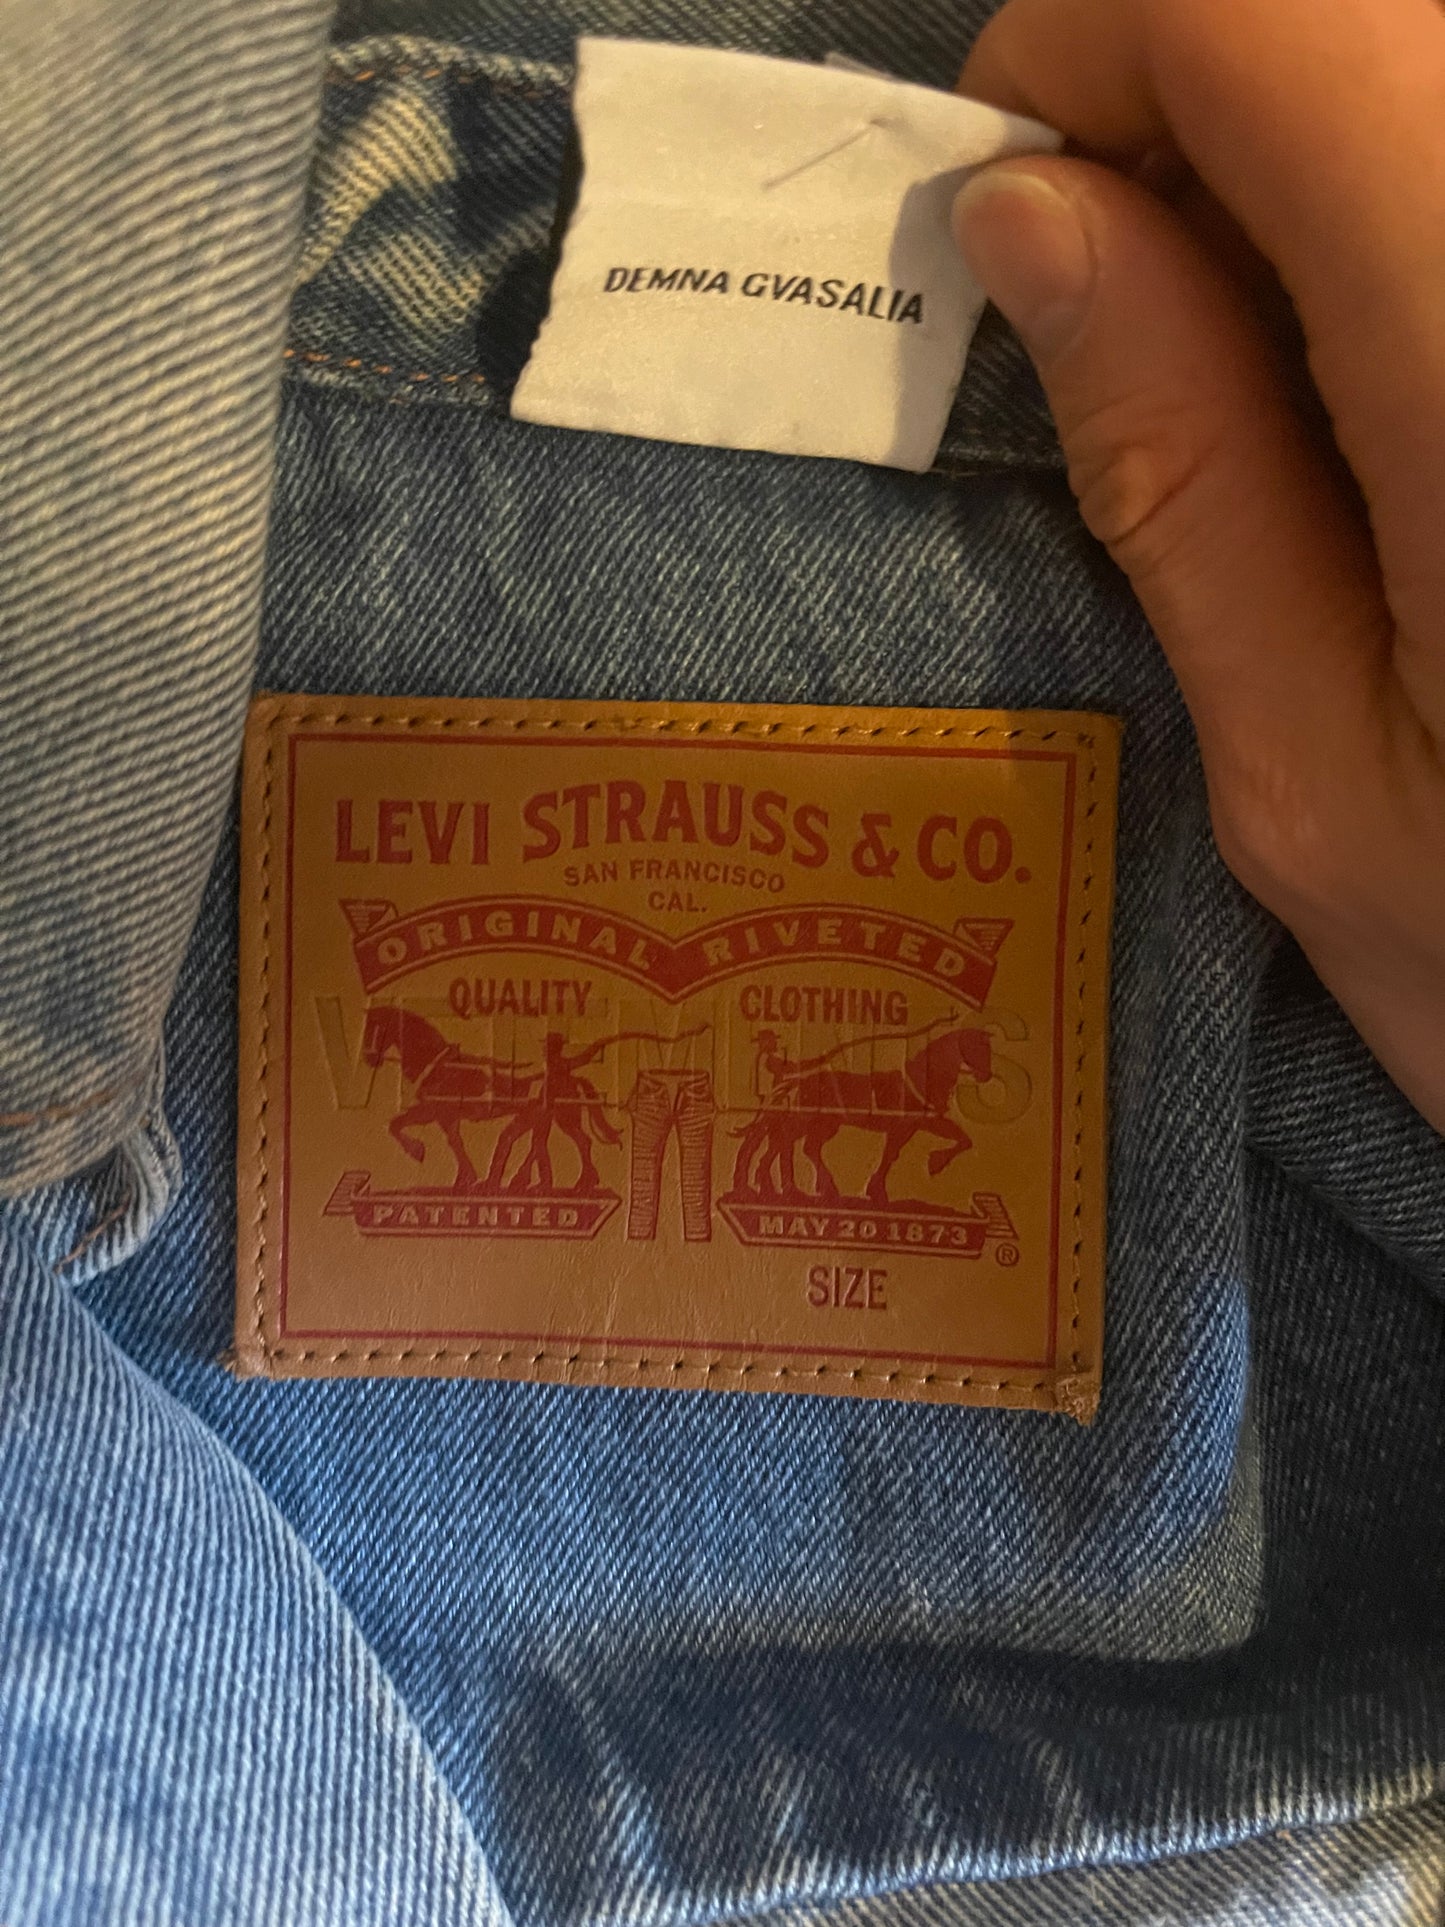 DEMNA GVASALIA
LEVI STRAUSS & CO.
SAN FRANCISCO
CAL.
ORIGINAL RIVETED
QUALITY CLOTHING
VETEMENTS
PATENTED MAY 20 1873
®
SIZE